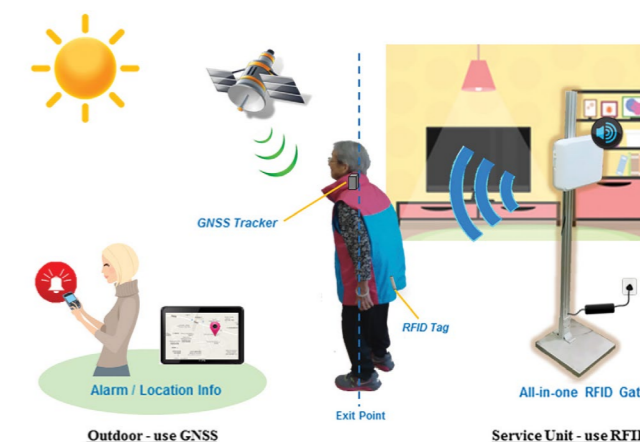 GNSS Tracker
RFID Tag
Alarm / Location Info
Exit Point
All-in-one RFID Gat
Outdoor - use GNSS
Service Unit - use RFI